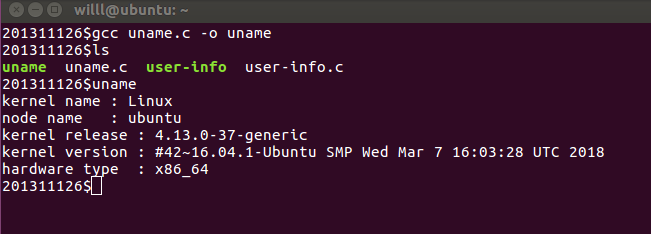 willl@ubuntu: ~
201311126$gcc uname.c -o uname
201311126$ls
uname  uname.c  user-info  user-info.c
201311126$uname
kernel name : Linux
node name   : ubuntu
kernel release : 4.13.0-37-generic
kernel version : #42~16.04.1-Ubuntu SMP Wed Mar 7 16:03:28 UTC 2018
hardware type  : x86_64
201311126$